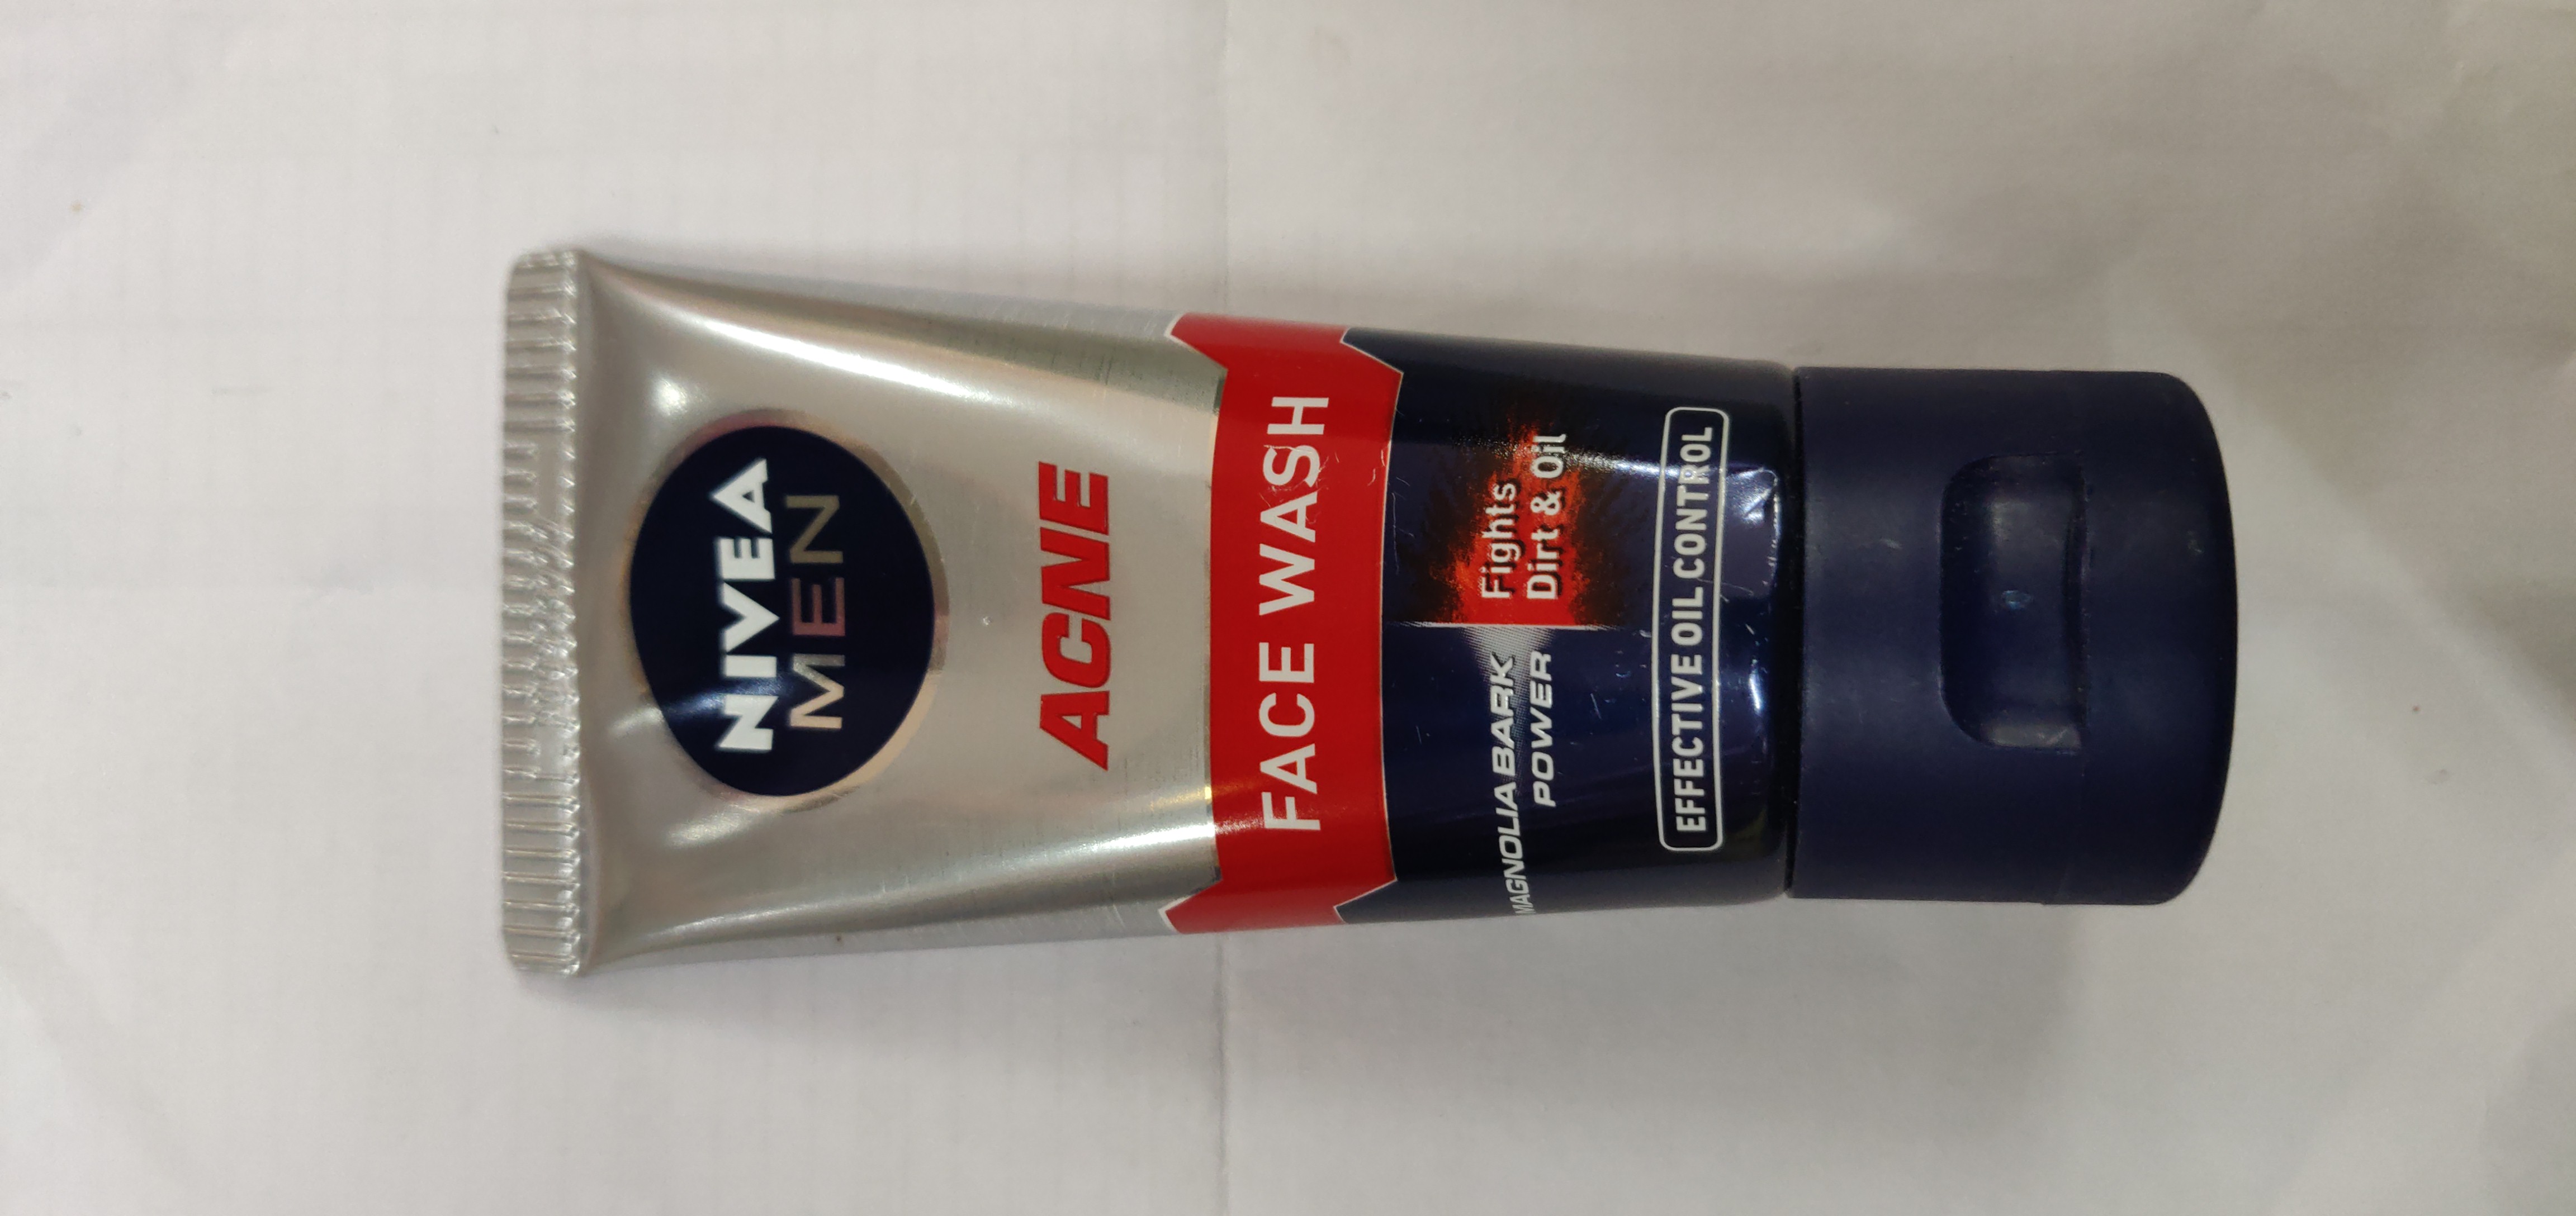 NIVEA
MEN
ACNE
FACE WASH
MAGNOLIA BARK
POWER
Fights
Dirt & Oil
EFFECTIVE OIL CONTROL